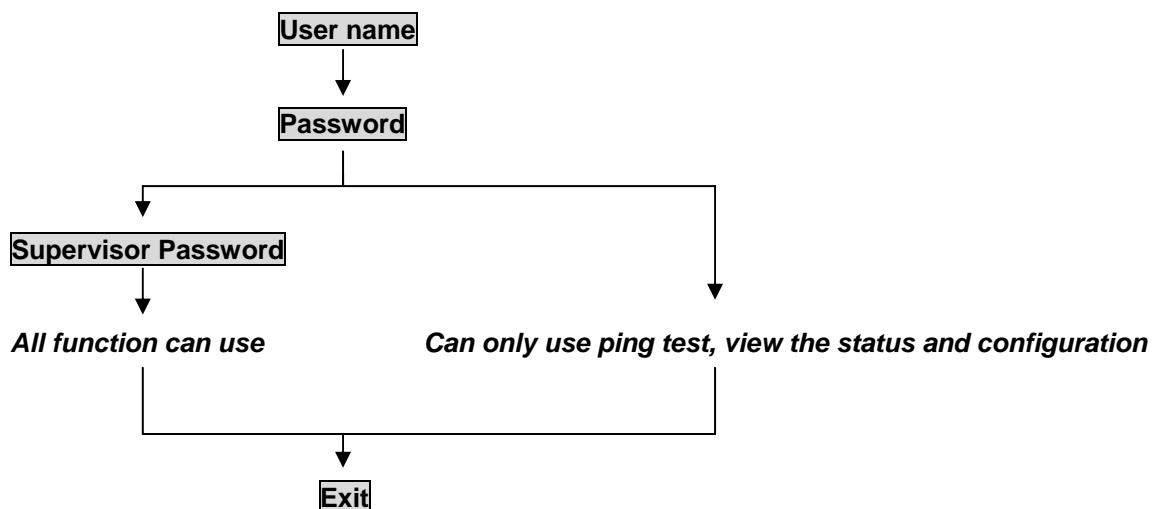 User name
Password
Supervisor Password
All function can use
Can only use ping test, view the status and configuration
Exit